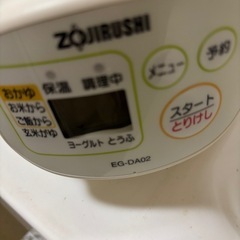 ZOJIRUSHI
メニュー
予約
おかゆ
保温
調理中
お米から
ご飯から
玄米がゆ
スタート
とりけし
ヨーグルト とうふ
EG-DA02